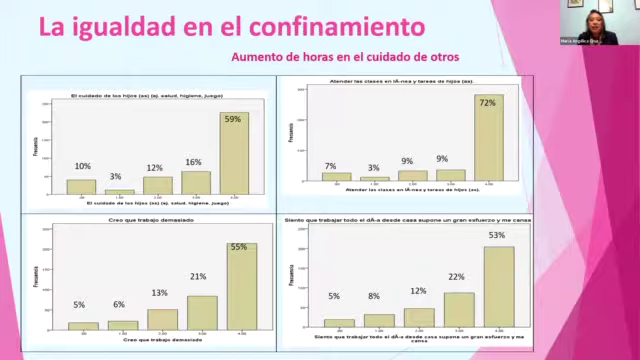 La igualdad en el confinamiento
Aumento de horas en el cuidado de otros
El cuidado de los hijos (as) (ej. salud, higiene, juego)
Frecuencia
10%
3%
12%
16%
59%
El cuidado de los hijos (as) (ej. salud, higiene, juego)
Atender las clases en lÃ­nea y tareas de hijos (as).
Frecuencia
7%
3%
9%
9%
72%
Atender las clases en lÃ­nea y tareas de hijos (as).
Creo que trabajo demasiado
Frecuencia
5%
6%
13%
21%
55%
Creo que trabajo demasiado
Siento que trabajar todo el dÃ­a desde casa supone un gran esfuerzo y me cansa
Frecuencia
5%
8%
12%
22%
53%
Siento que trabajar todo el dÃ­a desde casa supone un gran esfuerzo y me
cansa